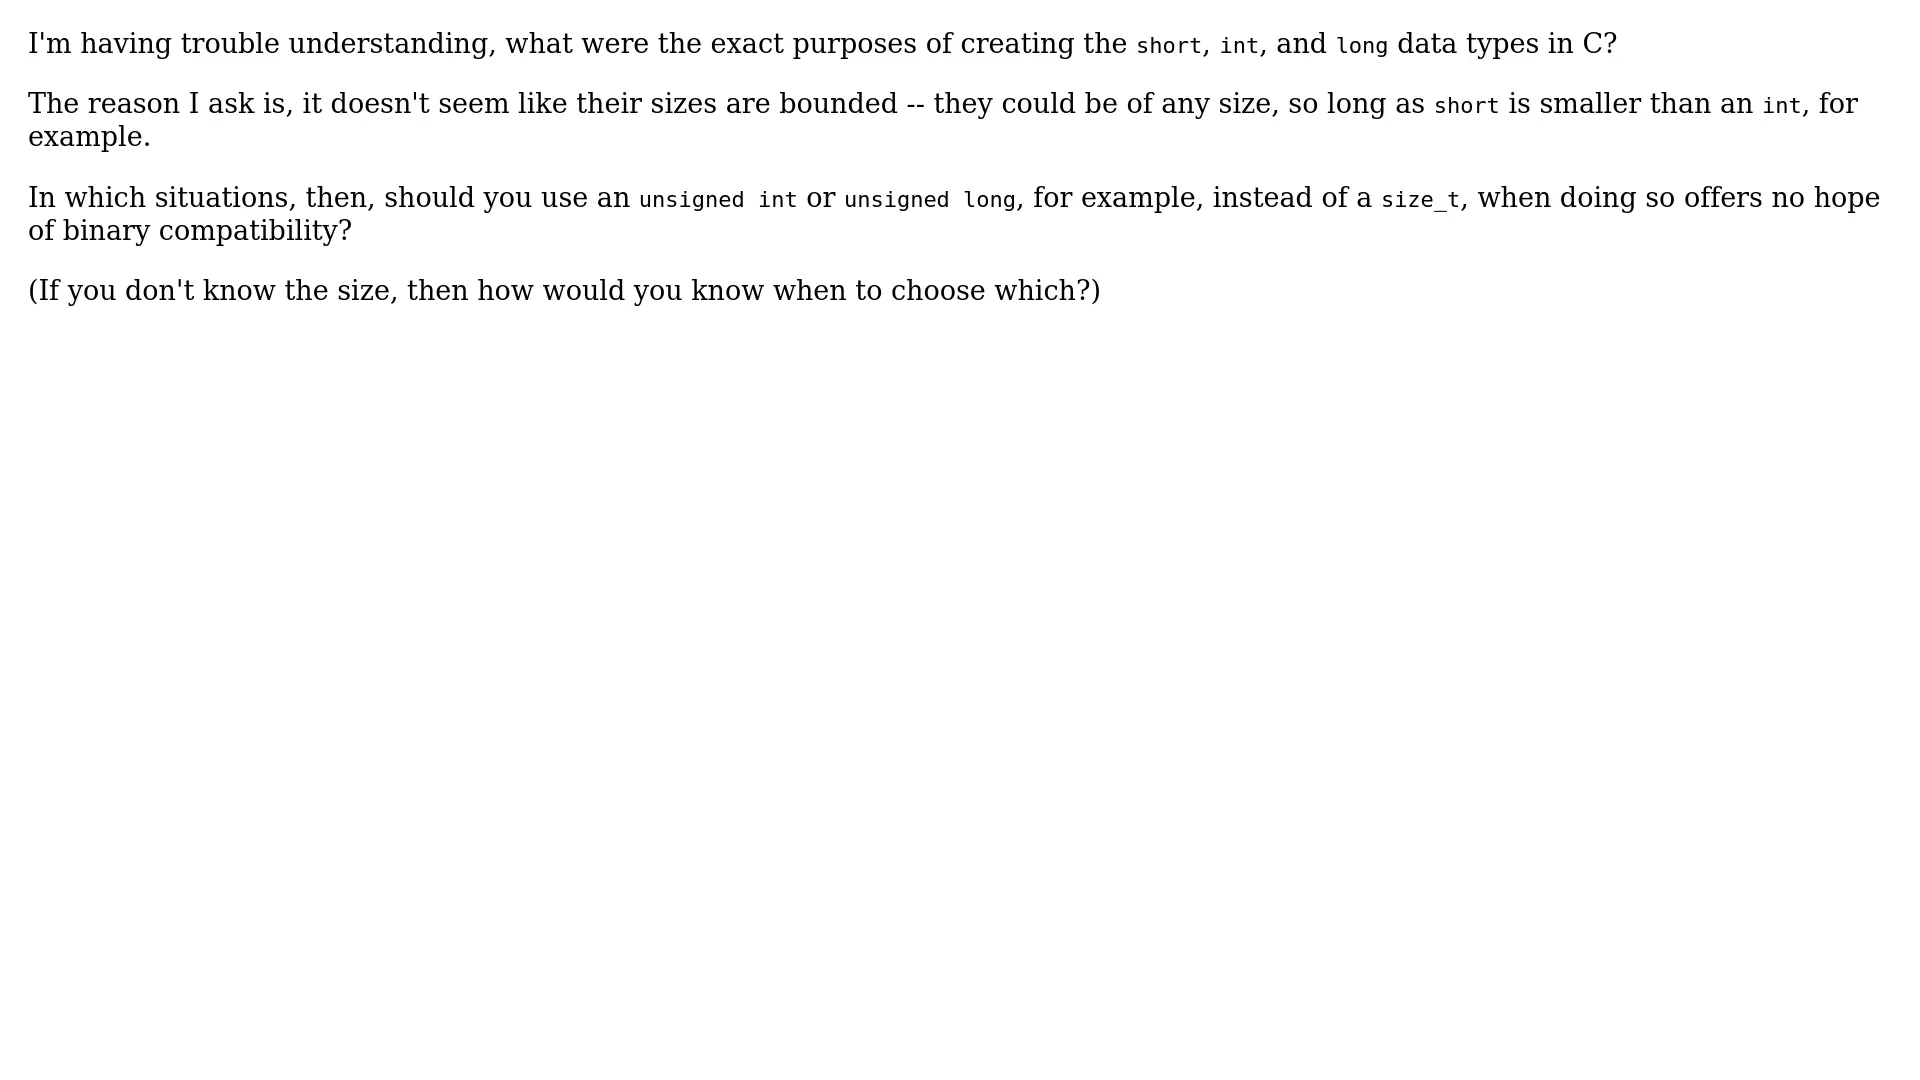 I'm having trouble understanding, what were the exact purposes of creating the short, int, and long data types in C?
The reason I ask is, it doesn't seem like their sizes are bounded -- they could be of any size, so long as short is smaller than an int, for
example.
In which situations, then, should you use an unsigned int or unsigned long, for example, instead of a size_t, when doing so offers no hope
of binary compatibility?
(If you don't know the size, then how would you know when to choose which?)